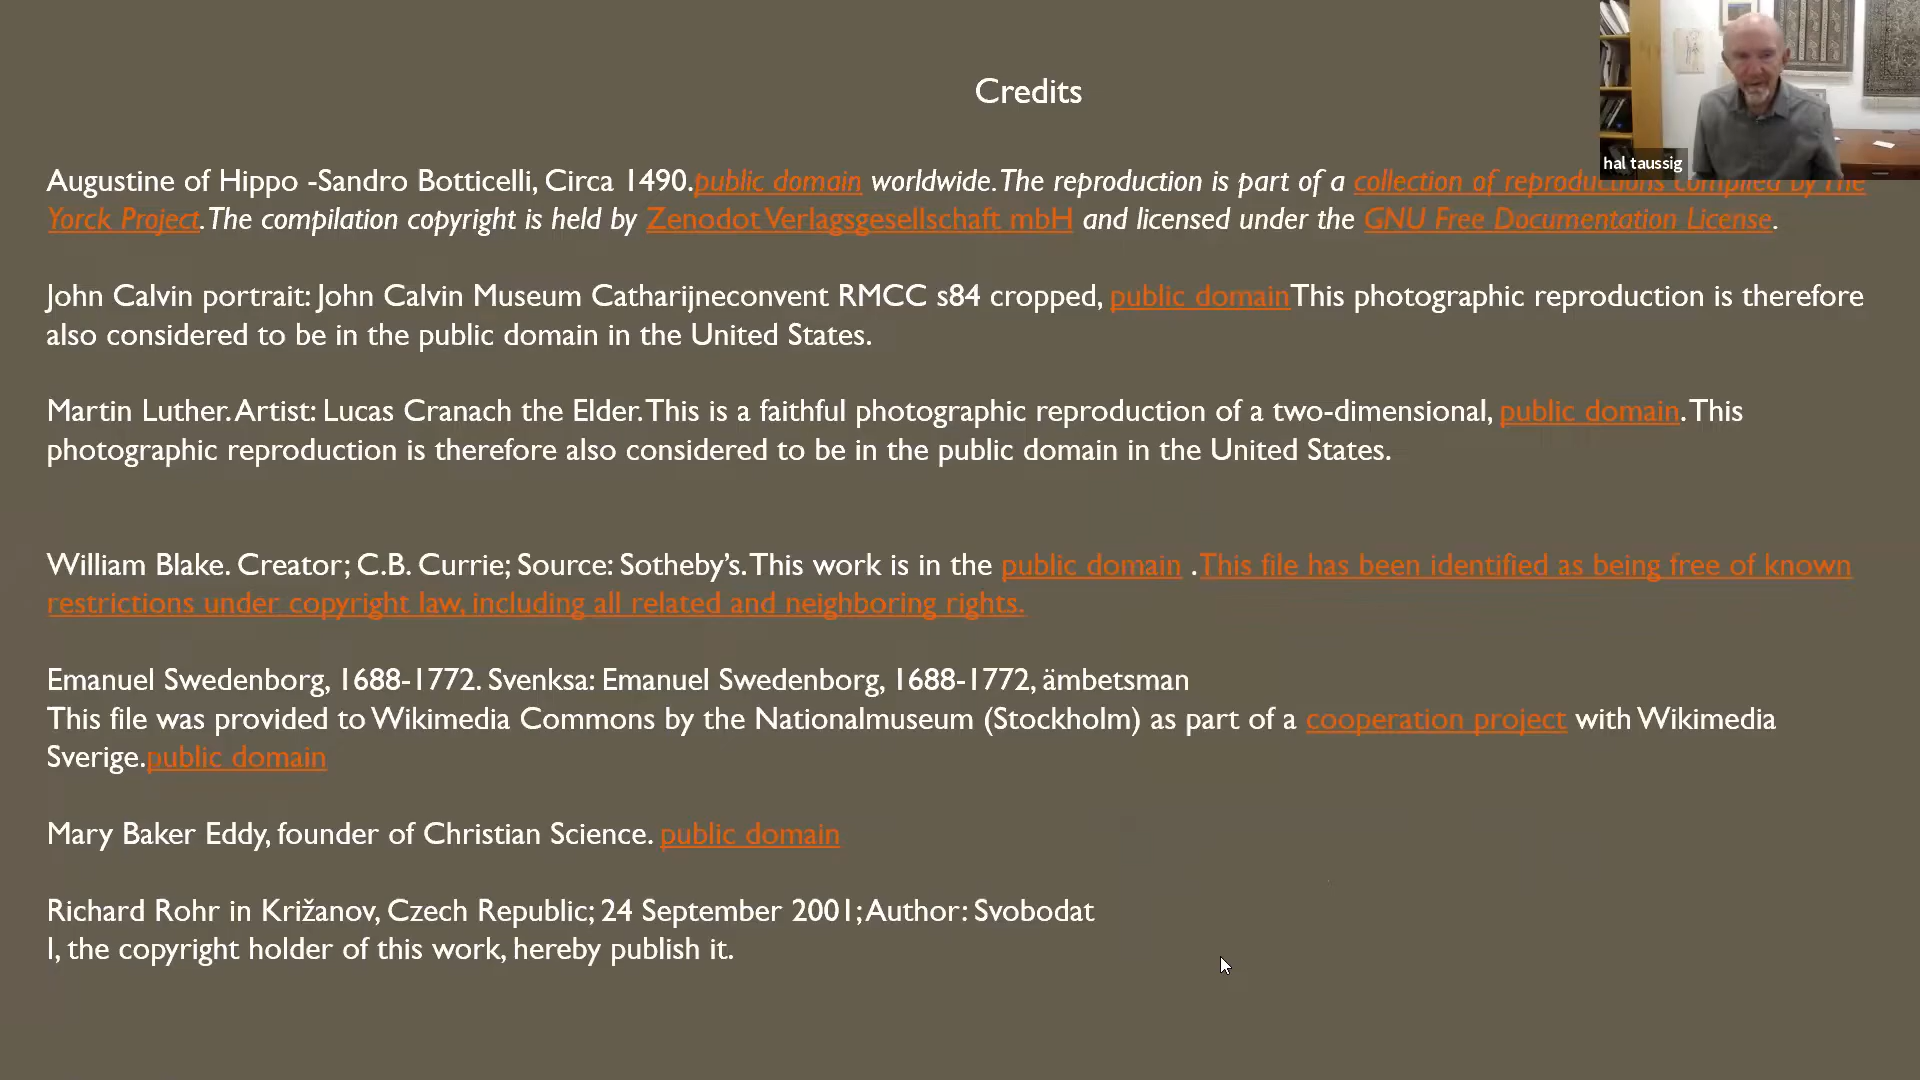 Credits
hal taussig
Augustine of Hippo -Sandro Botticelli, Circa 1490.public domain worldwide. The reproduction is part of a collection of reproductions compiled by The
Yorck Project. The compilation copyright is held by Zenodot Verlagsgesellschaft mbH and licensed under the GNU Free Documentation License.
John Calvin portrait: John Calvin Museum Catharijneconvent RMCC s84 cropped, public domainThis photographic reproduction is therefore
also considered to be in the public domain in the United States.
Martin Luther. Artist: Lucas Cranach the Elder. This is a faithful photographic reproduction of a two-dimensional, public domain. This
photographic reproduction is therefore also considered to be in the public domain in the United States.
William Blake. Creator; C.B. Currie; Source: Sotheby’s. This work is in the public domain .This file has been identified as being free of known
restrictions under copyright law, including all related and neighboring rights.
Emanuel Swedenborg, 1688-1772. Svenksa: Emanuel Swedenborg, 1688-1772, ämbetsman
This file was provided to Wikimedia Commons by the Nationalmuseum (Stockholm) as part of a cooperation project with Wikimedia
Sverige.public domain
Mary Baker Eddy, founder of Christian Science. public domain
Richard Rohr in Križanov, Czech Republic; 24 September 2001; Author: Svobodat
I, the copyright holder of this work, hereby publish it.